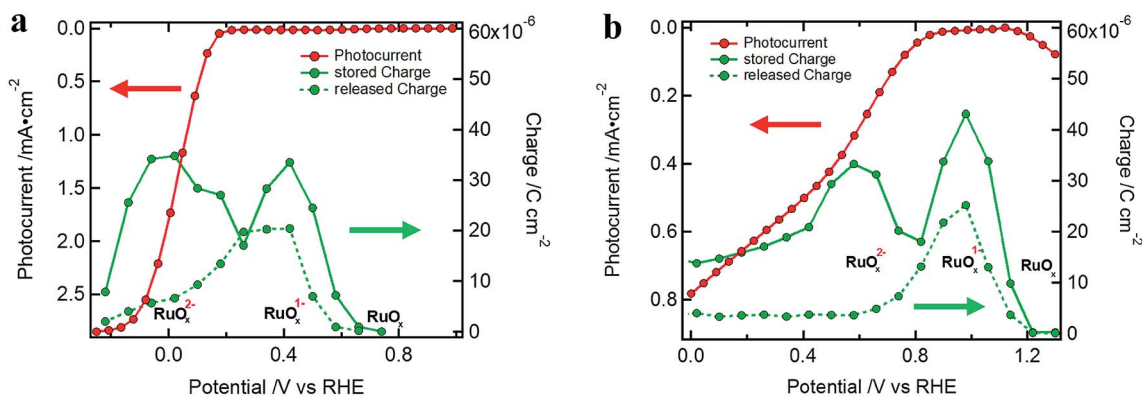 a
0.0
0.5
1.0
1.5
2.0
2.5
Photocurrent /mA•cm⁻²
60x10⁻⁶
50
40
30
20
10
0
Charge /C cm⁻²
Photocurrent
stored Charge
released Charge
RuOₓ²⁻
RuOₓ¹⁻
RuOₓ
0.0
0.4
0.8
Potential /V vs RHE
b
0.0
0.2
0.4
0.6
0.8
Photocurrent /mA•cm⁻²
60x10⁻⁶
50
40
30
20
10
0
Charge /C cm⁻²
Photocurrent
stored Charge
released Charge
RuOₓ²⁻
RuOₓ¹⁻
RuOₓ
0.0
0.4
0.8
1.2
Potential /V vs RHE